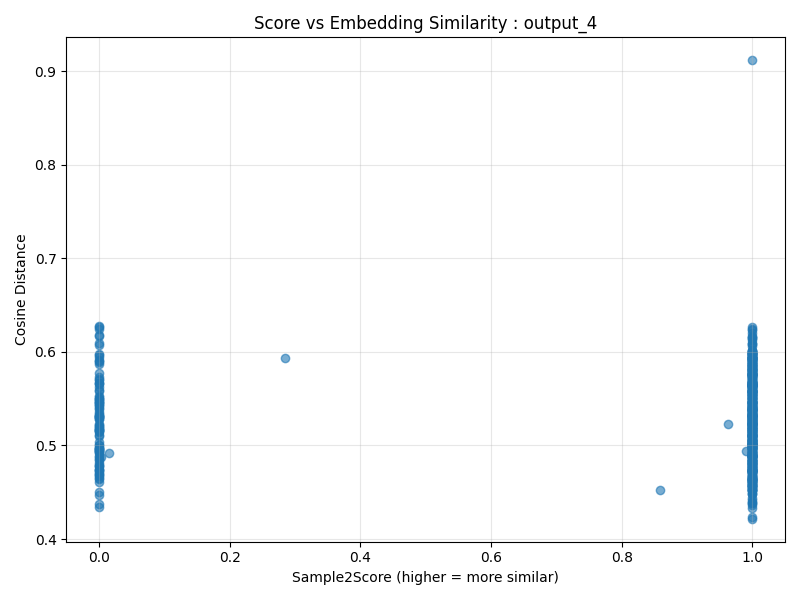 Score vs Embedding Similarity : output_4
Cosine Distance
0.9
0.8
0.7
0.6
0.5
0.4
0.0 0.2 0.4 0.6 0.8 1.0
Sample2Score (higher = more similar)